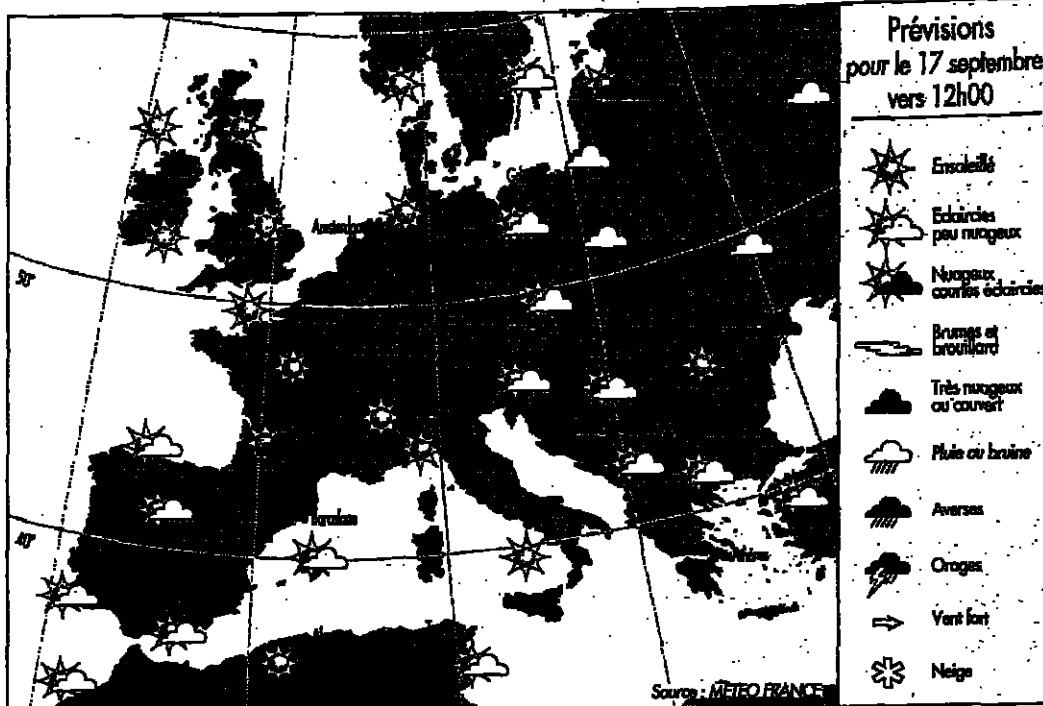 Prévisions
pour le 17 septembre
vers 12h00
Ensoleillé
Eclaircies
peu nuageux
Nuageux
courtes éclaircies
Brumes et
brouillard
Très nuageux
ou couvert
Pluie ou bruine
Averses
Orages
Vent fort
Neige
50°
40°
Source : METEO FRANCE